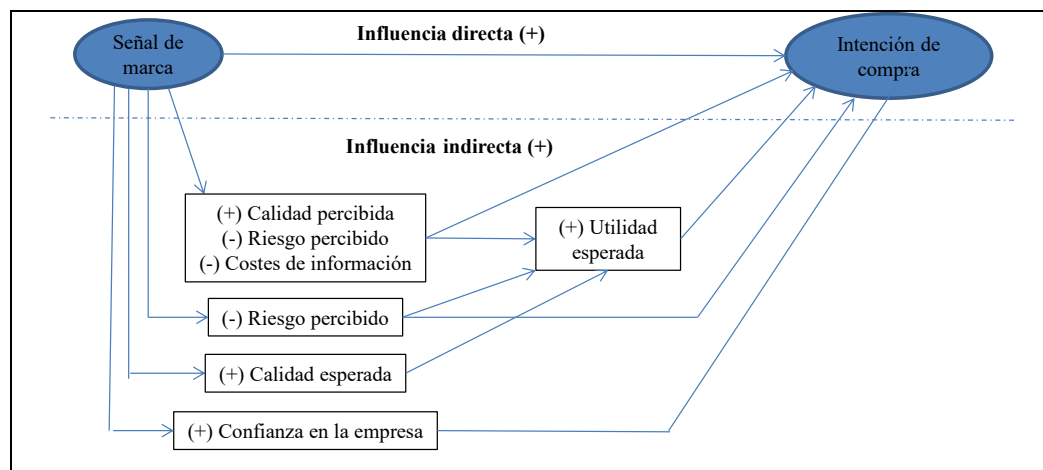 Señal de
marca
Influencia directa (+)
Intención de
compra
Influencia indirecta (+)
(+) Calidad percibida
(-) Riesgo percibido
(-) Costes de información
(+) Utilidad
esperada
(-) Riesgo percibido
(+) Calidad esperada
(+) Confianza en la empresa